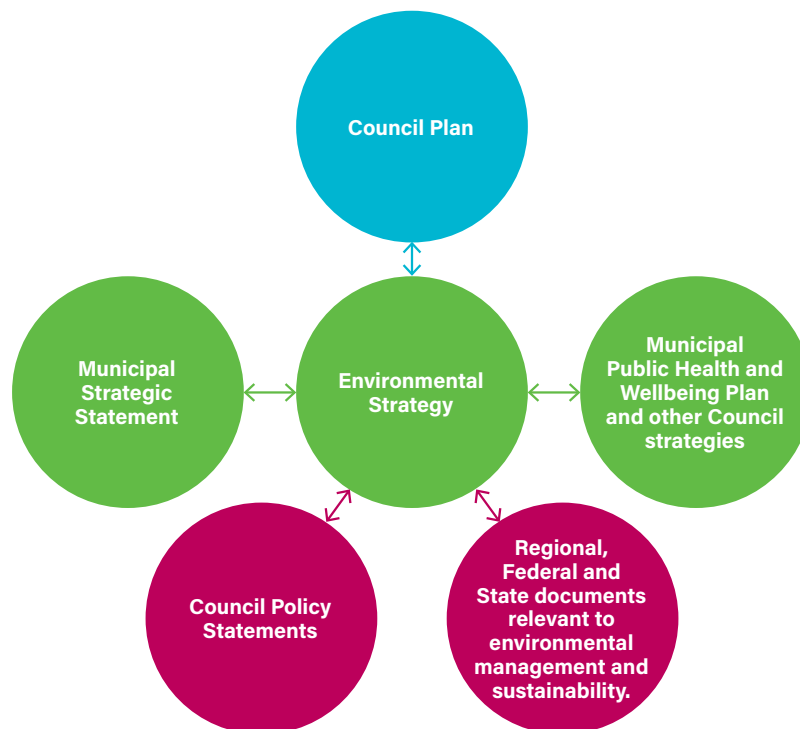 Council Plan
Municipal
Strategic
Statement
Environmental
Strategy
Municipal
Public Health and
Wellbeing Plan
and other Council
strategies
Council Policy
Statements
Regional,
Federal and
State documents
relevant to
environmental
management and
sustainability.